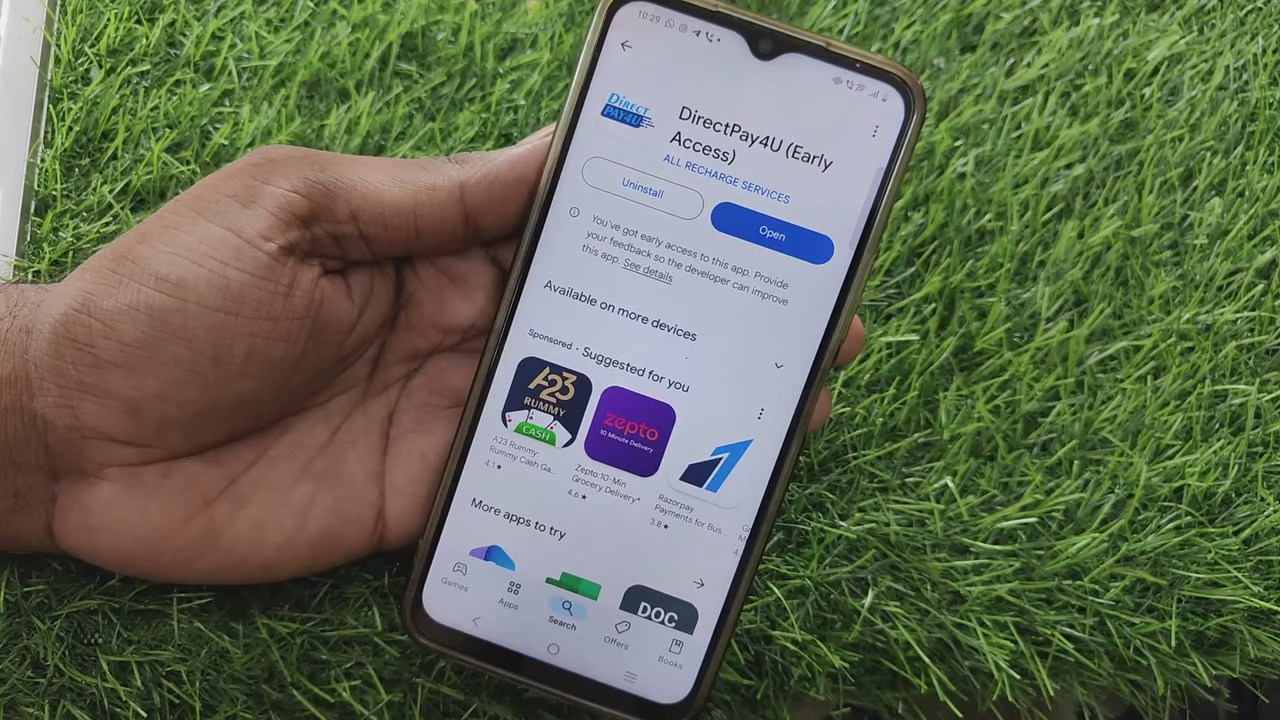 10:29
DIRECT
PAY4U
DirectPay4U (Early
Access)
ALL RECHARGE SERVICES
Uninstall
Open
You've got early access to this app. Provide
your feedback so the developer can improve
this app. See details
Available on more devices
Sponsored • Suggested for you
A23
RUMMY
CASH
zepto
10 Minute Delivery
A23 Rummy:
Rummy Cash Ga...
4.1★
Zepto:10-Min
Grocery Delivery*
4.6 ★
Razorpay
Payments for Bus...
3.8★
More apps to try
DOC
Games
Apps
Search
Offers
Books